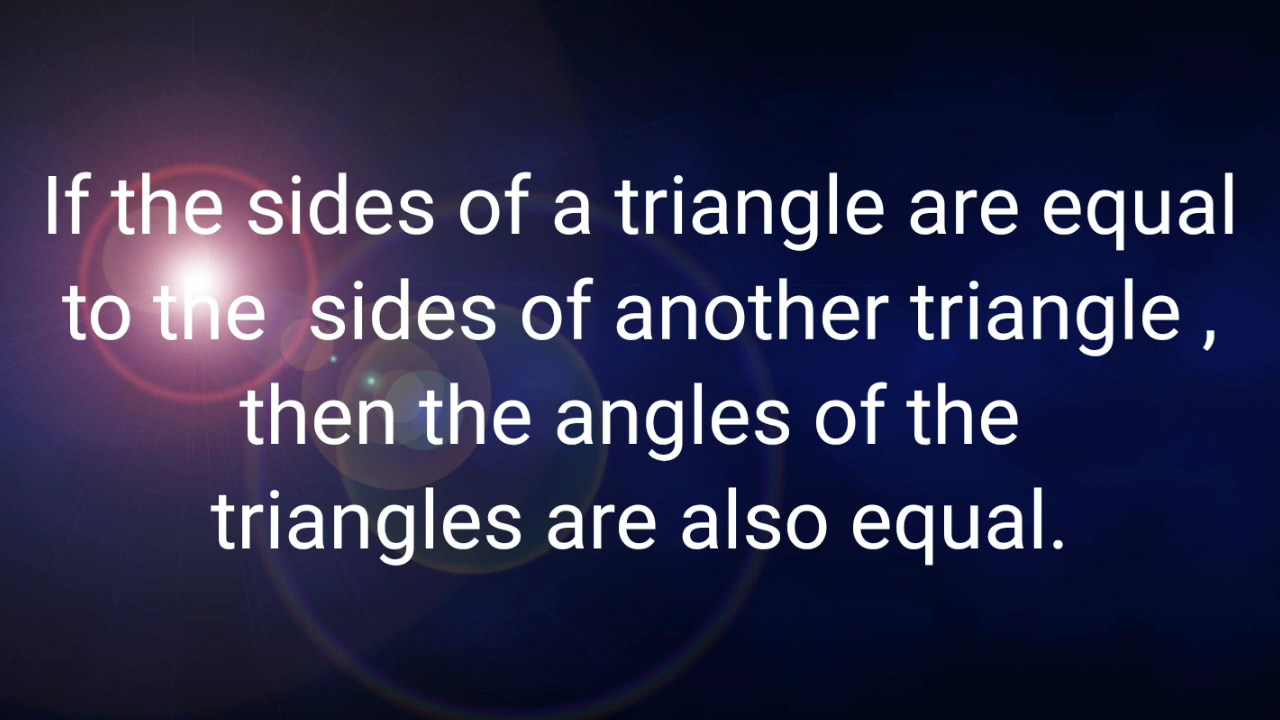 If the sides of a triangle are equal
to the  sides of another triangle ,
then the angles of the
triangles are also equal.